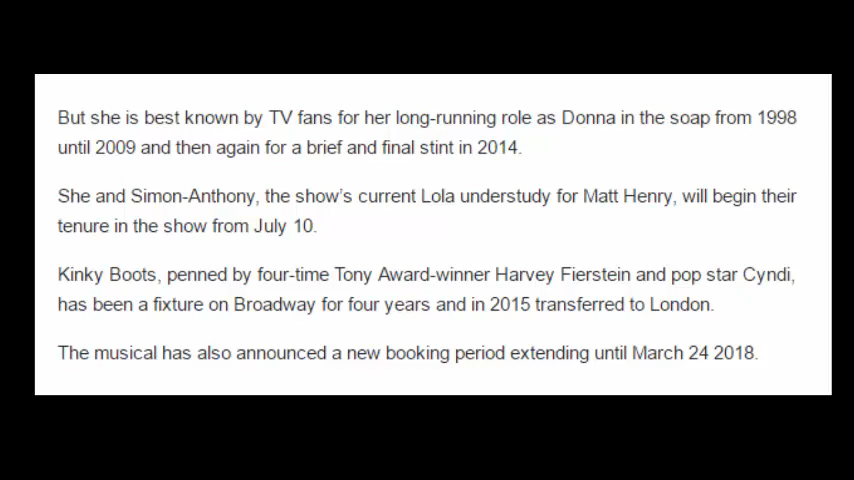 But she is best known by TV fans for her long-running role as Donna in the soap from 1998
until 2009 and then again for a brief and final stint in 2014.
She and Simon-Anthony, the show’s current Lola understudy for Matt Henry, will begin their
tenure in the show from July 10.
Kinky Boots, penned by four-time Tony Award-winner Harvey Fierstein and pop star Cyndi,
has been a fixture on Broadway for four years and in 2015 transferred to London.
The musical has also announced a new booking period extending until March 24 2018.